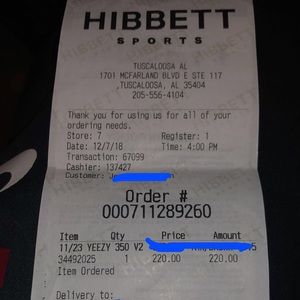 HIBBETT
SPORTS
TUSCALOOSA AL
1701 MCFARLAND BLVD E STE 117
,TUSCALOOSA, AL 35404
205-556-4104
Thank you for using us for all of your
ordering needs.
Store: 7 Register: 1
Date: 12/7/18 Time: 4:00 PM
Transaction: 67099
Cashier: 137427
Customer:
Order #
000711289260
Item Price Amount
11/23 YEEZY 350 V2
34492025 1 220.00 220.00
Item Ordered
Delivery to: